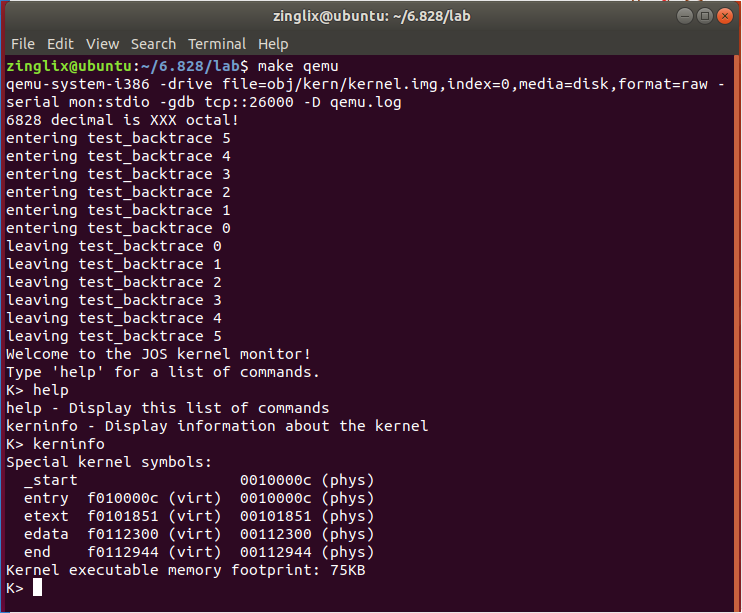 zinglix@ubuntu: ~/6.828/lab
File Edit View Search Terminal Help
zinglix@ubuntu:~/6.828/lab$ make qemu
qemu-system-i386 -drive file=obj/kern/kernel.img,index=0,media=disk,format=raw -
serial mon:stdio -gdb tcp::26000 -D qemu.log
6828 decimal is XXX octal!
entering test_backtrace 5
entering test_backtrace 4
entering test_backtrace 3
entering test_backtrace 2
entering test_backtrace 1
entering test_backtrace 0
leaving test_backtrace 0
leaving test_backtrace 1
leaving test_backtrace 2
leaving test_backtrace 3
leaving test_backtrace 4
leaving test_backtrace 5
Welcome to the JOS kernel monitor!
Type 'help' for a list of commands.
K> help
help - Display this list of commands
kerninfo - Display information about the kernel
K> kerninfo
Special kernel symbols:
  _start                  0010000c (phys)
  entry  f010000c (virt)  0010000c (phys)
  etext  f0101851 (virt)  00101851 (phys)
  edata  f0112300 (virt)  00112300 (phys)
  end    f0112944 (virt)  00112944 (phys)
Kernel executable memory footprint: 75KB
K>